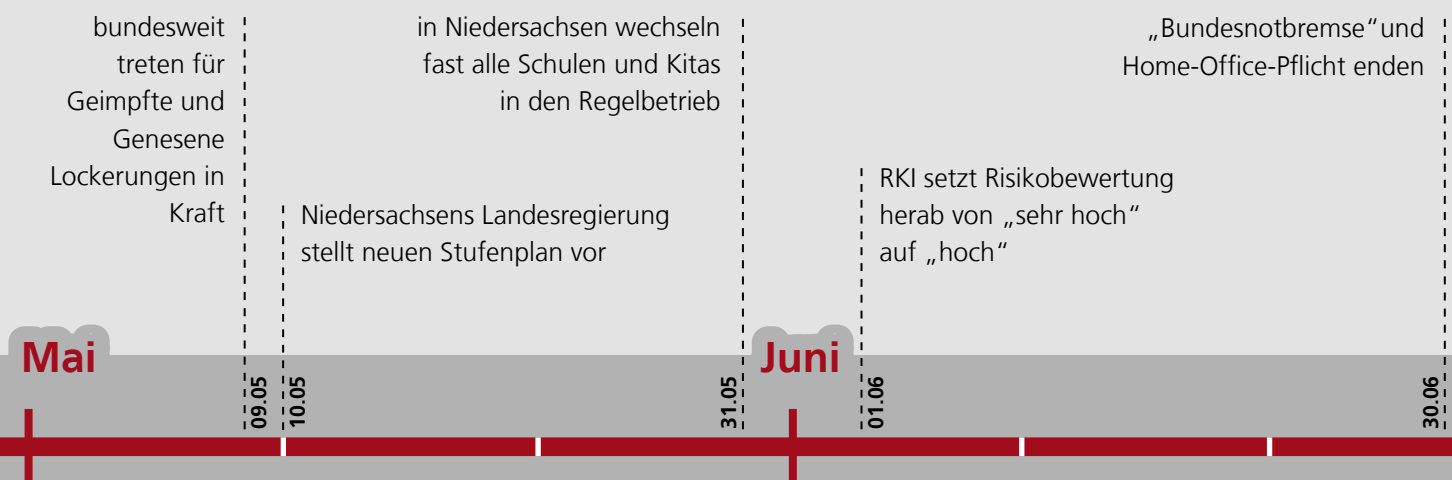 bundesweit
treten für
Geimpfte und
Genesene
Lockerungen in
Kraft
Niedersachsens Landesregierung
stellt neuen Stufenplan vor
in Niedersachsen wechseln
fast alle Schulen und Kitas
in den Regelbetrieb
RKI setzt Risikobewertung
herab von „sehr hoch“
auf „hoch“
„Bundesnotbremse“und
Home-Office-Pflicht enden
Mai
09.05
10.05
31.05
Juni
01.06
30.06